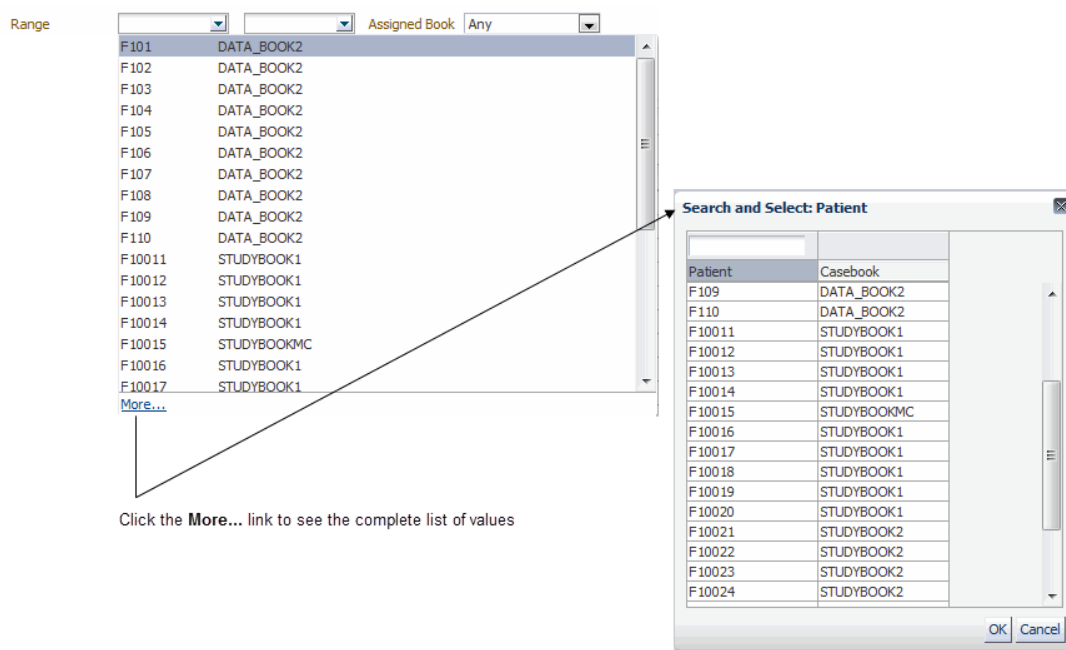 Range Assigned Book Any
F101 DATA_BOOK2
F102 DATA_BOOK2
F103 DATA_BOOK2
F104 DATA_BOOK2
F105 DATA_BOOK2
F106 DATA_BOOK2
F107 DATA_BOOK2
F108 DATA_BOOK2
F109 DATA_BOOK2
F110 DATA_BOOK2
F10011 STUDYBOOK1
F10012 STUDYBOOK1
F10013 STUDYBOOK1
F10014 STUDYBOOK1
F10015 STUDYBOOKMC
F10016 STUDYBOOK1
F10017 STUDYBOOK1
More...
Click the More... link to see the complete list of values
Search and Select: Patient
Patient Casebook
F109 DATA_BOOK2
F110 DATA_BOOK2
F10011 STUDYBOOK1
F10012 STUDYBOOK1
F10013 STUDYBOOK1
F10014 STUDYBOOK1
F10015 STUDYBOOKMC
F10016 STUDYBOOK1
F10017 STUDYBOOK1
F10018 STUDYBOOK1
F10019 STUDYBOOK1
F10020 STUDYBOOK1
F10021 STUDYBOOK2
F10022 STUDYBOOK2
F10023 STUDYBOOK2
F10024 STUDYBOOK2
OK Cancel